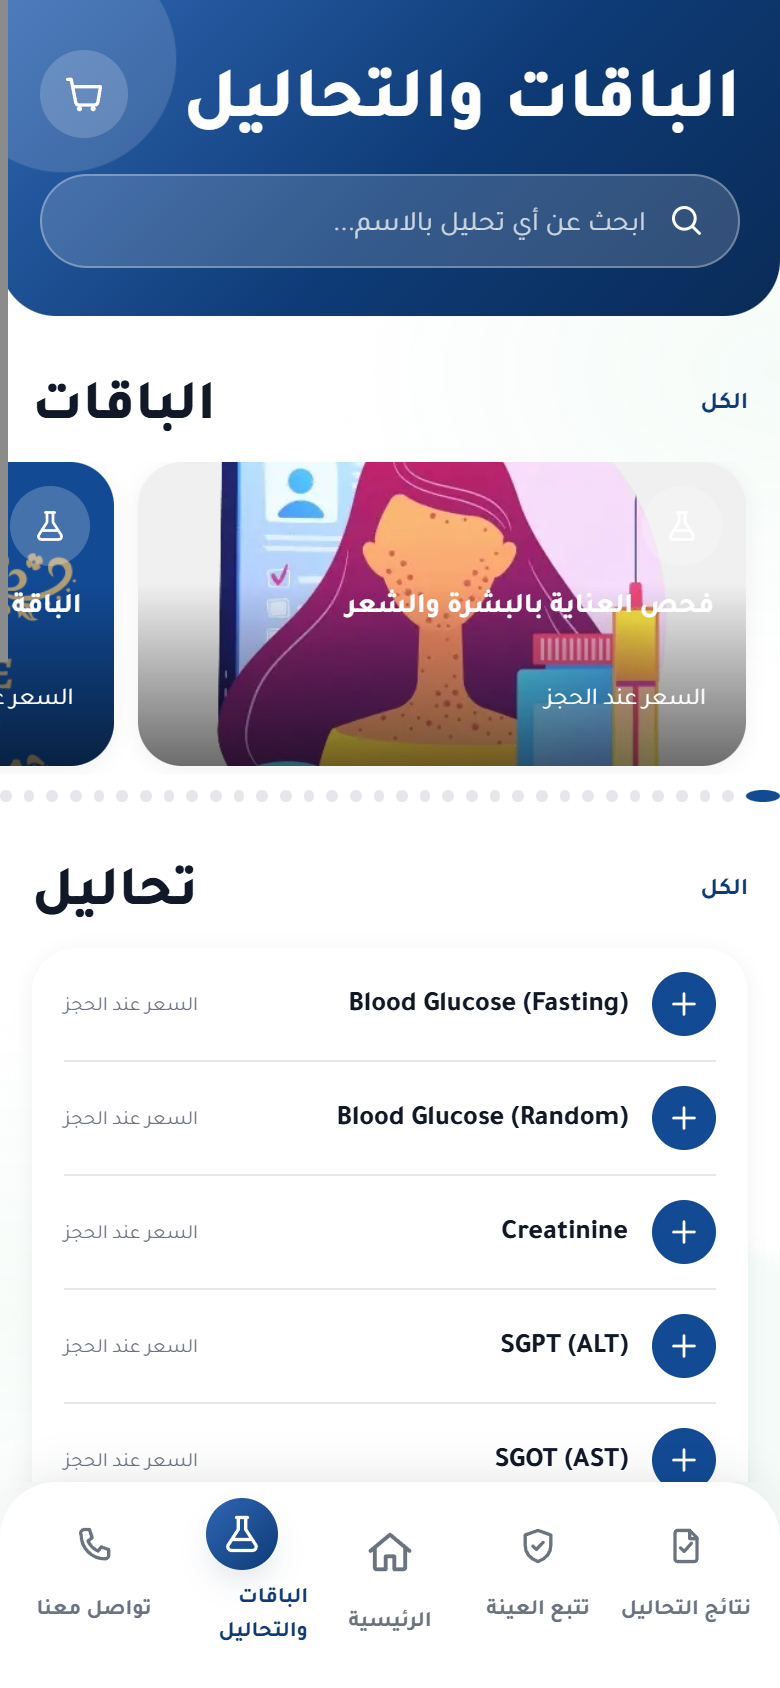 الباقات والتحاليل
ابحث عن أي تحليل بالاسم...
الباقات
الكل
فحص العناية بالبشرة والشعر
السعر عند الحجز
الباقة
السعر
تحاليل
الكل
Blood Glucose (Fasting)
السعر عند الحجز
Blood Glucose (Random)
السعر عند الحجز
Creatinine
السعر عند الحجز
SGPT (ALT)
السعر عند الحجز
SGOT (AST)
السعر عند الحجز
نتائج التحاليل
تتبع العينة
الرئيسية
الباقات
والتحاليل
تواصل معنا